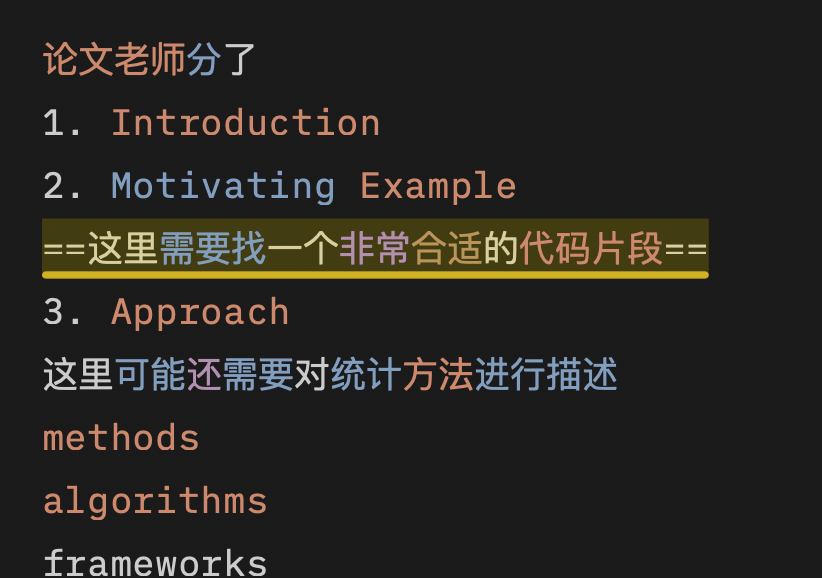 论文老师分了
1. Introduction
2. Motivating Example
==这里需要找一个非常合适的代码片段==
3. Approach
这里可能还需要对统计方法进行描述
methods
algorithms
frameworks